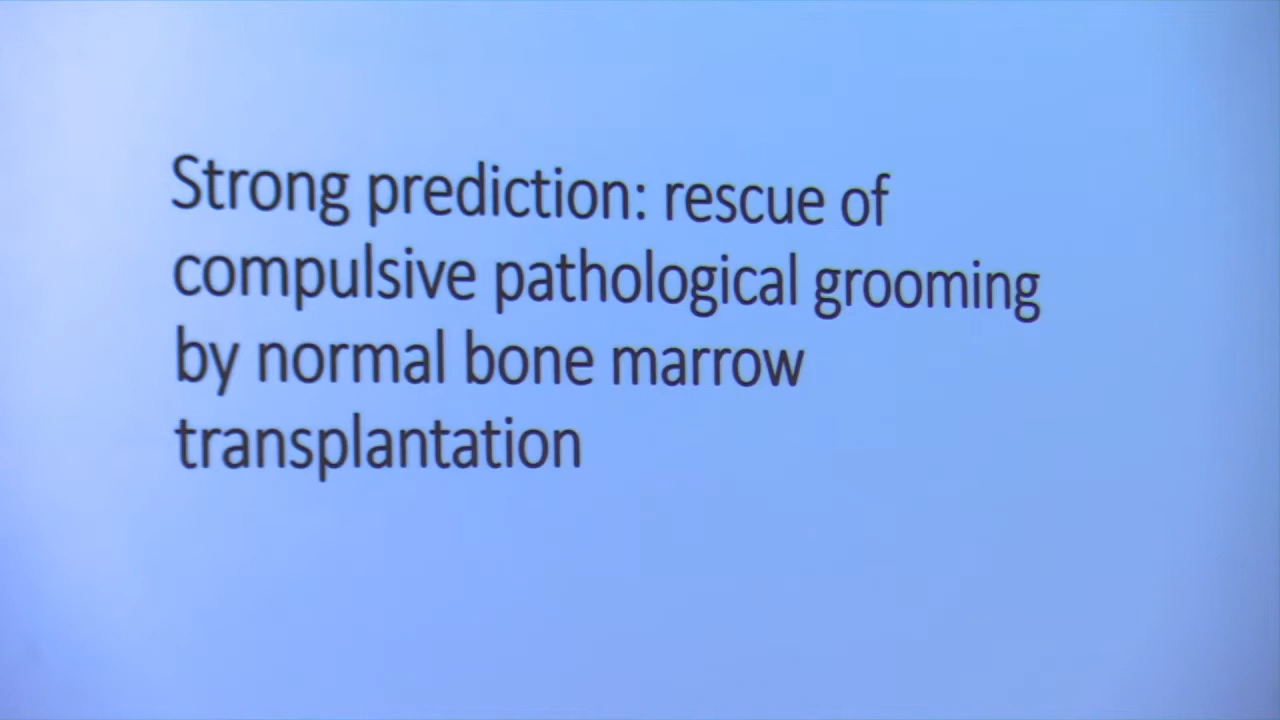 Strong prediction: rescue of
compulsive pathological grooming
by normal bone marrow
transplantation